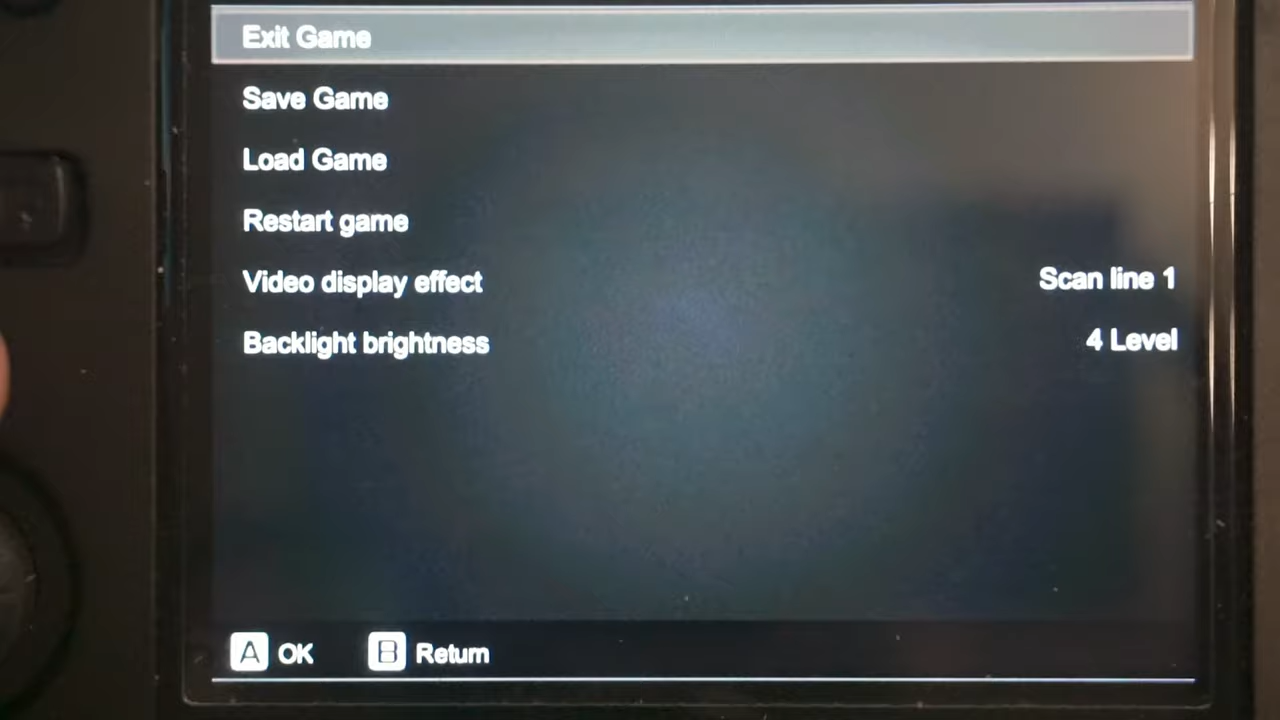 Exit Game
Save Game
Load Game
Restart game
Video display effect Scan line 1
Backlight brightness 4 Level
A OK B Return